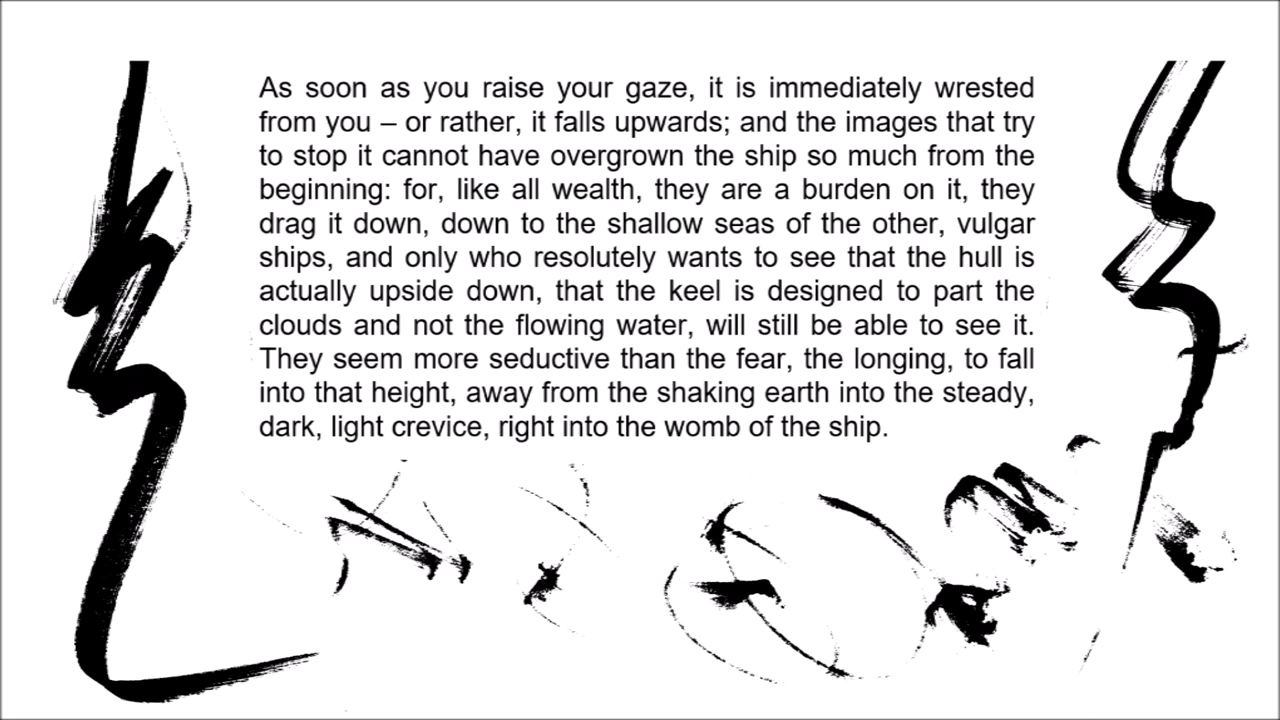 As soon as you raise your gaze, it is immediately wrested
from you – or rather, it falls upwards; and the images that try
to stop it cannot have overgrown the ship so much from the
beginning: for, like all wealth, they are a burden on it, they
drag it down, down to the shallow seas of the other, vulgar
ships, and only who resolutely wants to see that the hull is
actually upside down, that the keel is designed to part the
clouds and not the flowing water, will still be able to see it.
They seem more seductive than the fear, the longing, to fall
into that height, away from the shaking earth into the steady,
dark, light crevice, right into the womb of the ship.